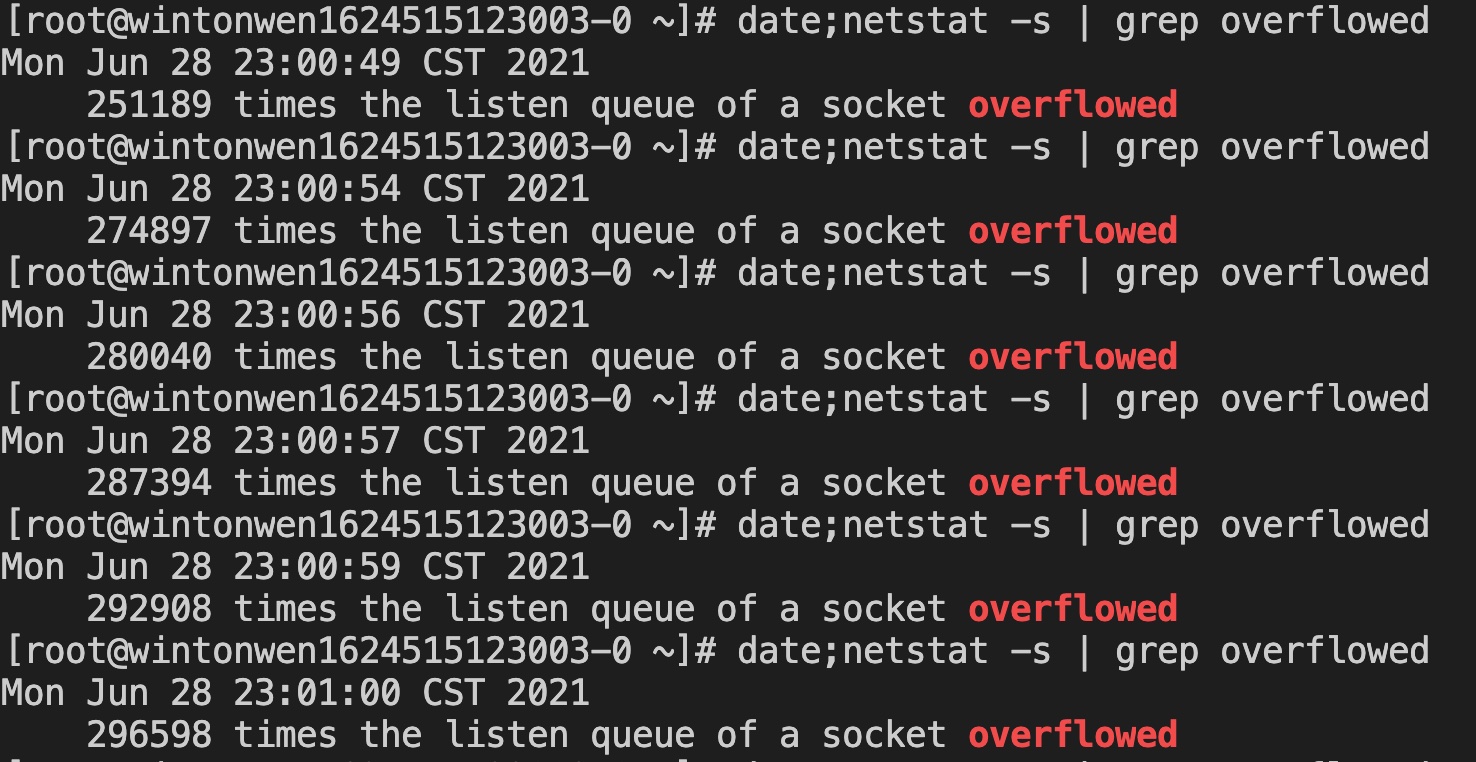 [root@wintonwen1624515123003-0 ~]# date;netstat -s | grep overflowed
Mon Jun 28 23:00:49 CST 2021
    251189 times the listen queue of a socket overflowed
[root@wintonwen1624515123003-0 ~]# date;netstat -s | grep overflowed
Mon Jun 28 23:00:54 CST 2021
    274897 times the listen queue of a socket overflowed
[root@wintonwen1624515123003-0 ~]# date;netstat -s | grep overflowed
Mon Jun 28 23:00:56 CST 2021
    280040 times the listen queue of a socket overflowed
[root@wintonwen1624515123003-0 ~]# date;netstat -s | grep overflowed
Mon Jun 28 23:00:57 CST 2021
    287394 times the listen queue of a socket overflowed
[root@wintonwen1624515123003-0 ~]# date;netstat -s | grep overflowed
Mon Jun 28 23:00:59 CST 2021
    292908 times the listen queue of a socket overflowed
[root@wintonwen1624515123003-0 ~]# date;netstat -s | grep overflowed
Mon Jun 28 23:01:00 CST 2021
    296598 times the listen queue of a socket overflowed